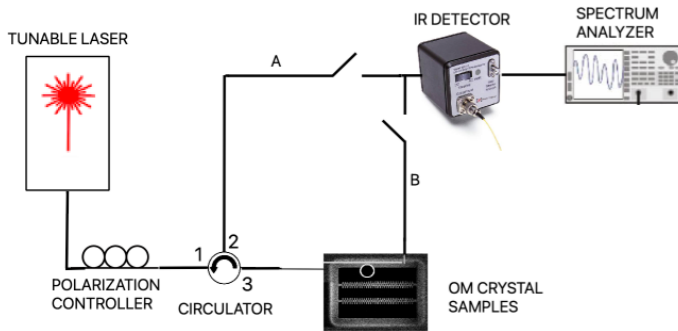 IR DETECTOR
SPECTRUM
ANALYZER
TUNABLE LASER
A
B
1
2
3
POLARIZATION
CONTROLLER
CIRCULATOR
OM CRYSTAL
SAMPLES